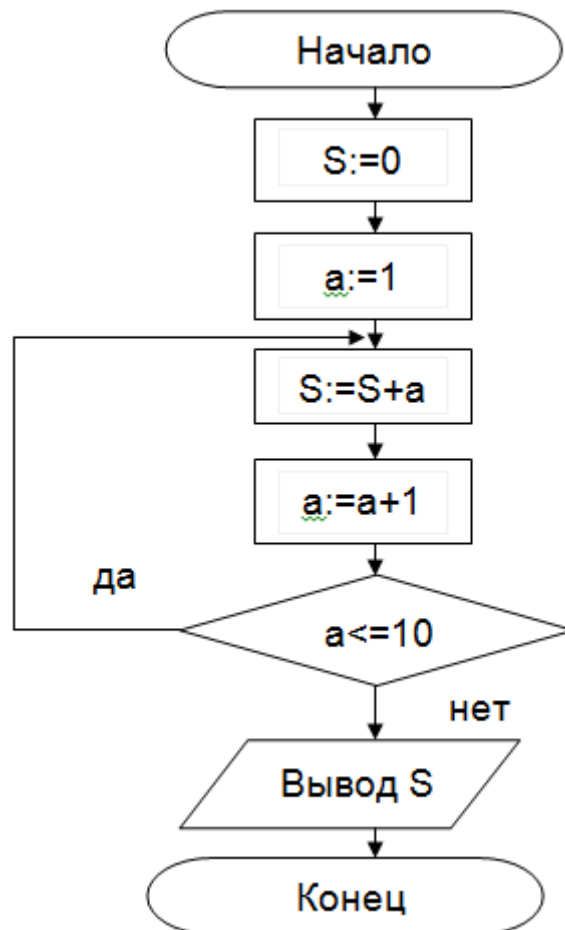 Начало
S:=0
a:=1
S:=S+a
a:=a+1
да
a<=10
нет
Вывод S
Конец